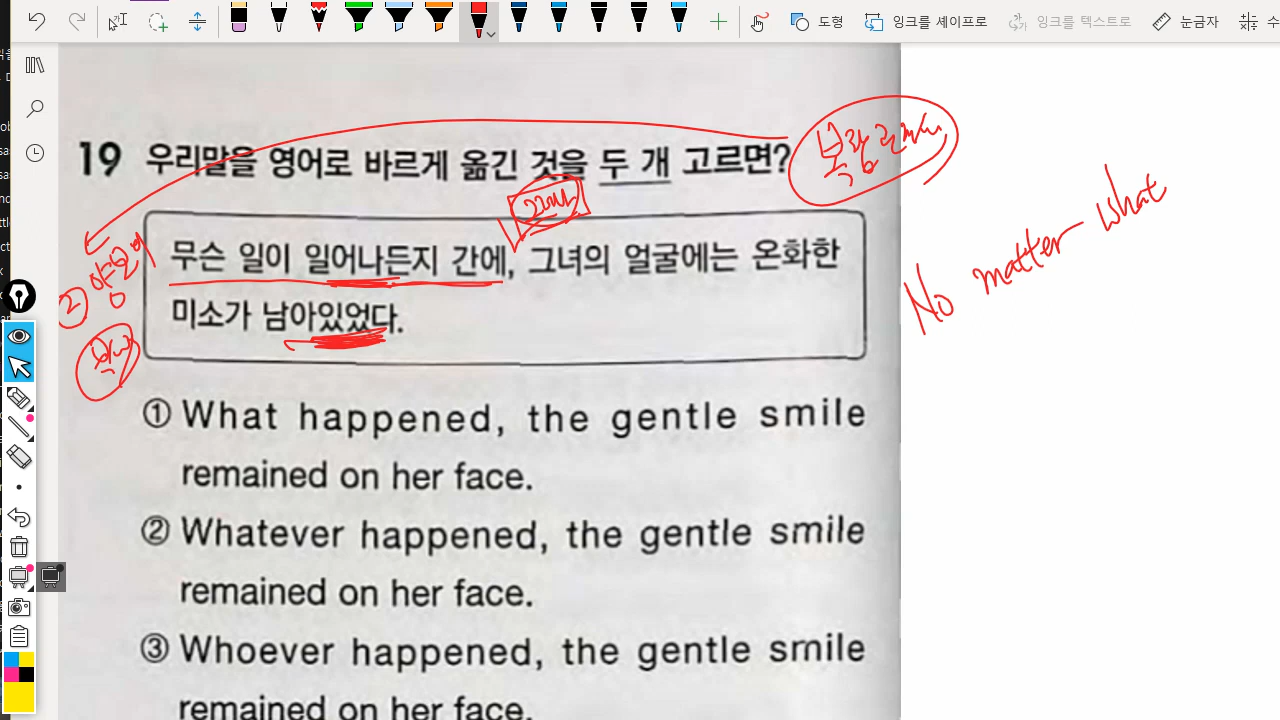 도형
잉크를 셰이프로
잉크를 텍스트로
눈금자
수
19 우리말을 영어로 바르게 옮긴 것을 두 개 고르면?
무슨 일이 일어나든지 간에, 그녀의 얼굴에는 온화한
미소가 남아있었다.
② 양보의
No matter what
① What happened, the gentle smile
remained on her face.
② Whatever happened, the gentle smile
remained on her face.
③ Whoever happened, the gentle smile
remained on her face.